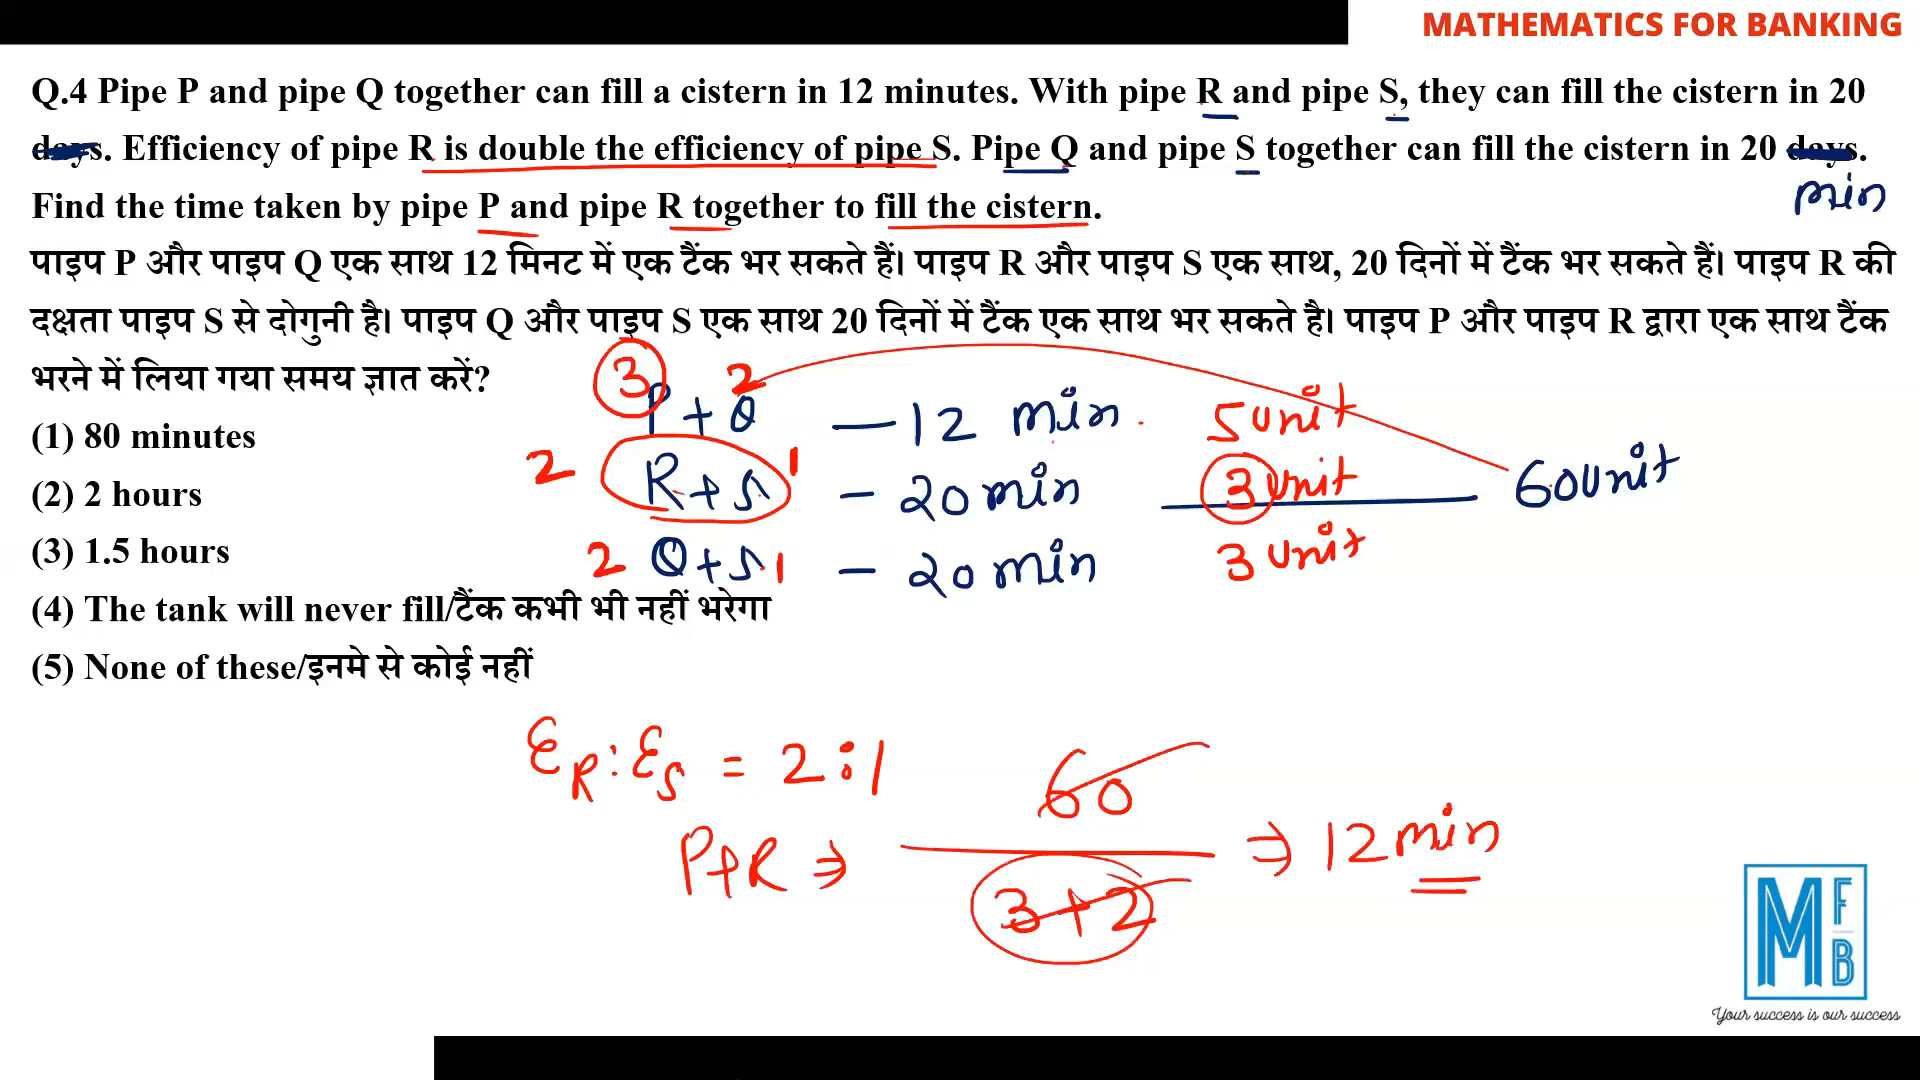 MATHEMATICS FOR BANKING
Q.4 Pipe P and pipe Q together can fill a cistern in 12 minutes. With pipe R and pipe S, they can fill the cistern in 20
days. Efficiency of pipe R is double the efficiency of pipe S. Pipe Q and pipe S together can fill the cistern in 20 days.
min
Find the time taken by pipe P and pipe R together to fill the cistern.
पाइप P और पाइप Q एक साथ 12 मिनट में एक टैंक भर सकते हैं। पाइप R और पाइप S एक साथ, 20 दिनों में टैंक भर सकते हैं। पाइप R की
दक्षता पाइप S से दोगुनी है। पाइप Q और पाइप S एक साथ 20 दिनों में टैंक एक साथ भर सकते है। पाइप P और पाइप R द्वारा एक साथ टैंक
भरने में लिया गया समय ज्ञात करें?
3 2
P + Q — 12 min. 5 unit
(1) 80 minutes
2 R + S 1 - 20 min 3 unit 60 unit
(2) 2 hours
2 Q + S 1 - 20 min 3 unit
(3) 1.5 hours
(4) The tank will never fill/टैंक कभी भी नहीं भरेगा
(5) None of these/इनमे से कोई नहीं
ER : ES = 2 : 1
P + R ⇒ 60 / 3+2 ⇒ 12 min
M F B
Your success is our success